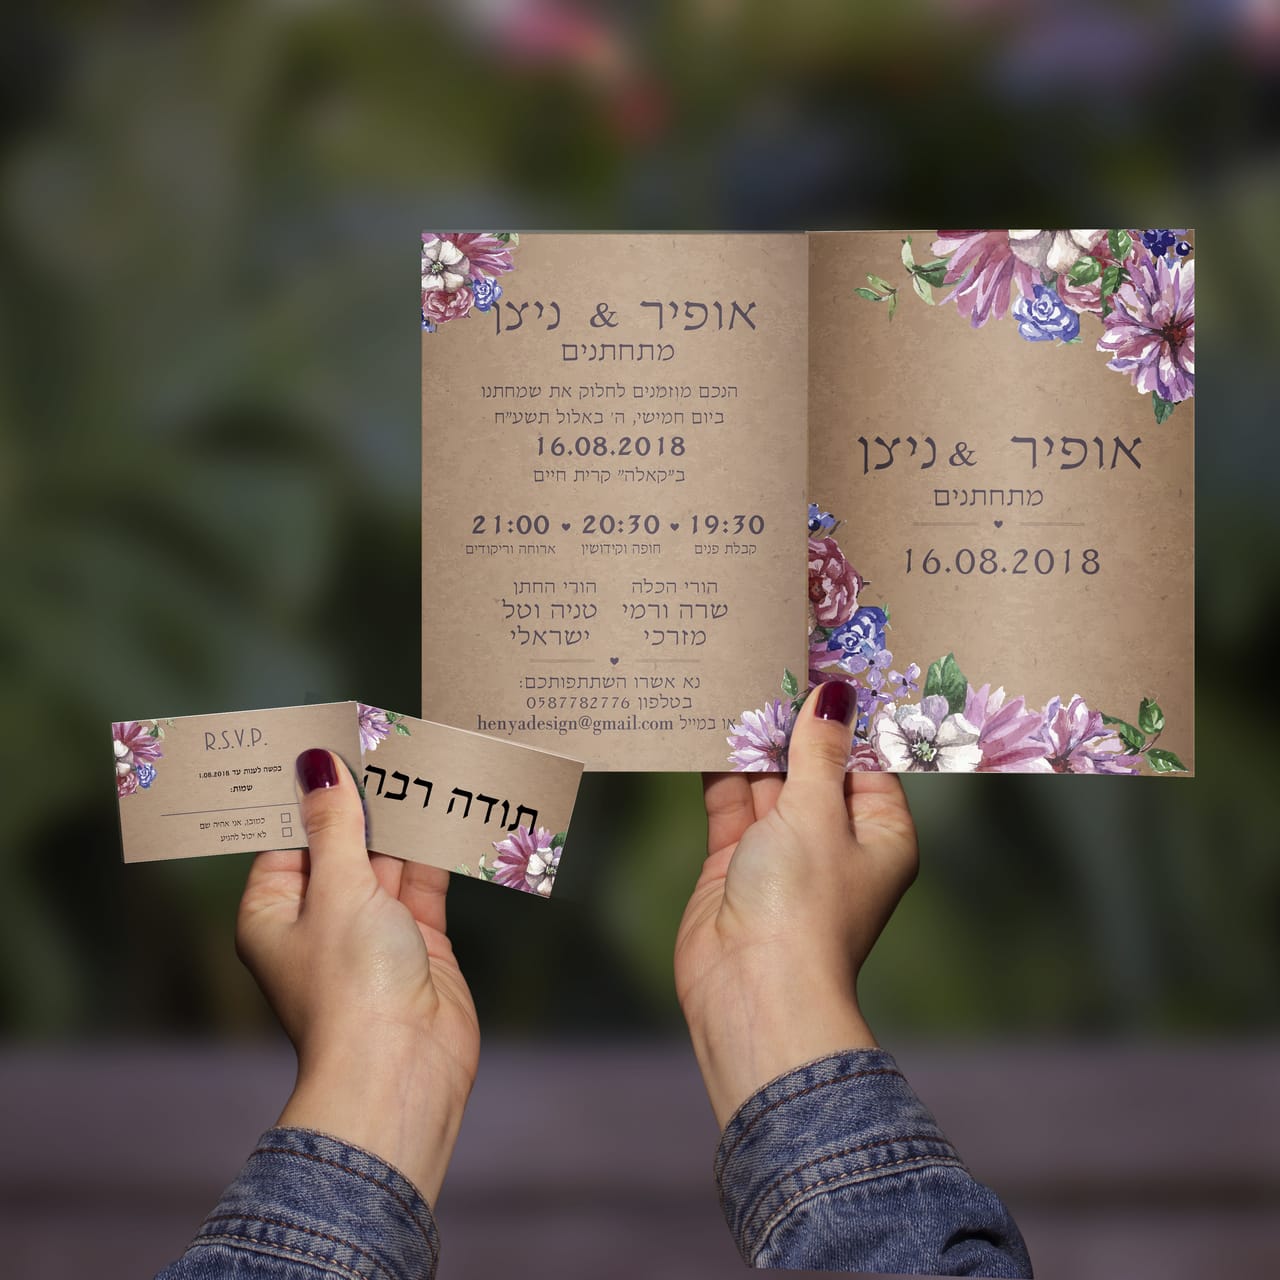 אופיר & ניצן
מתחתנים
16.08.2018
אופיר & ניצן
מתחתנים
הנכם מוזמנים לחלוק את שמחתנו
ביום חמישי, ה' באלול תשע"ח
16.08.2018
ב"קאלה" קרית חיים
19:30 20:30 21:00
קבלת פנים חופה וקידושין ארוחה וריקודים
הורי הכלה הורי החתן
שרה ורמי טניה וטל
מזרכי ישראלי
נא אשרו השתתפותכם:
בטלפון 0587782776
או במייל henyadesign@gmail.com
R.S.V.P.
בבקשה לענות עד 1.08.2018
שמות:
כמובן, אני אהיה שם
לא יכול להגיע
תודה רבה